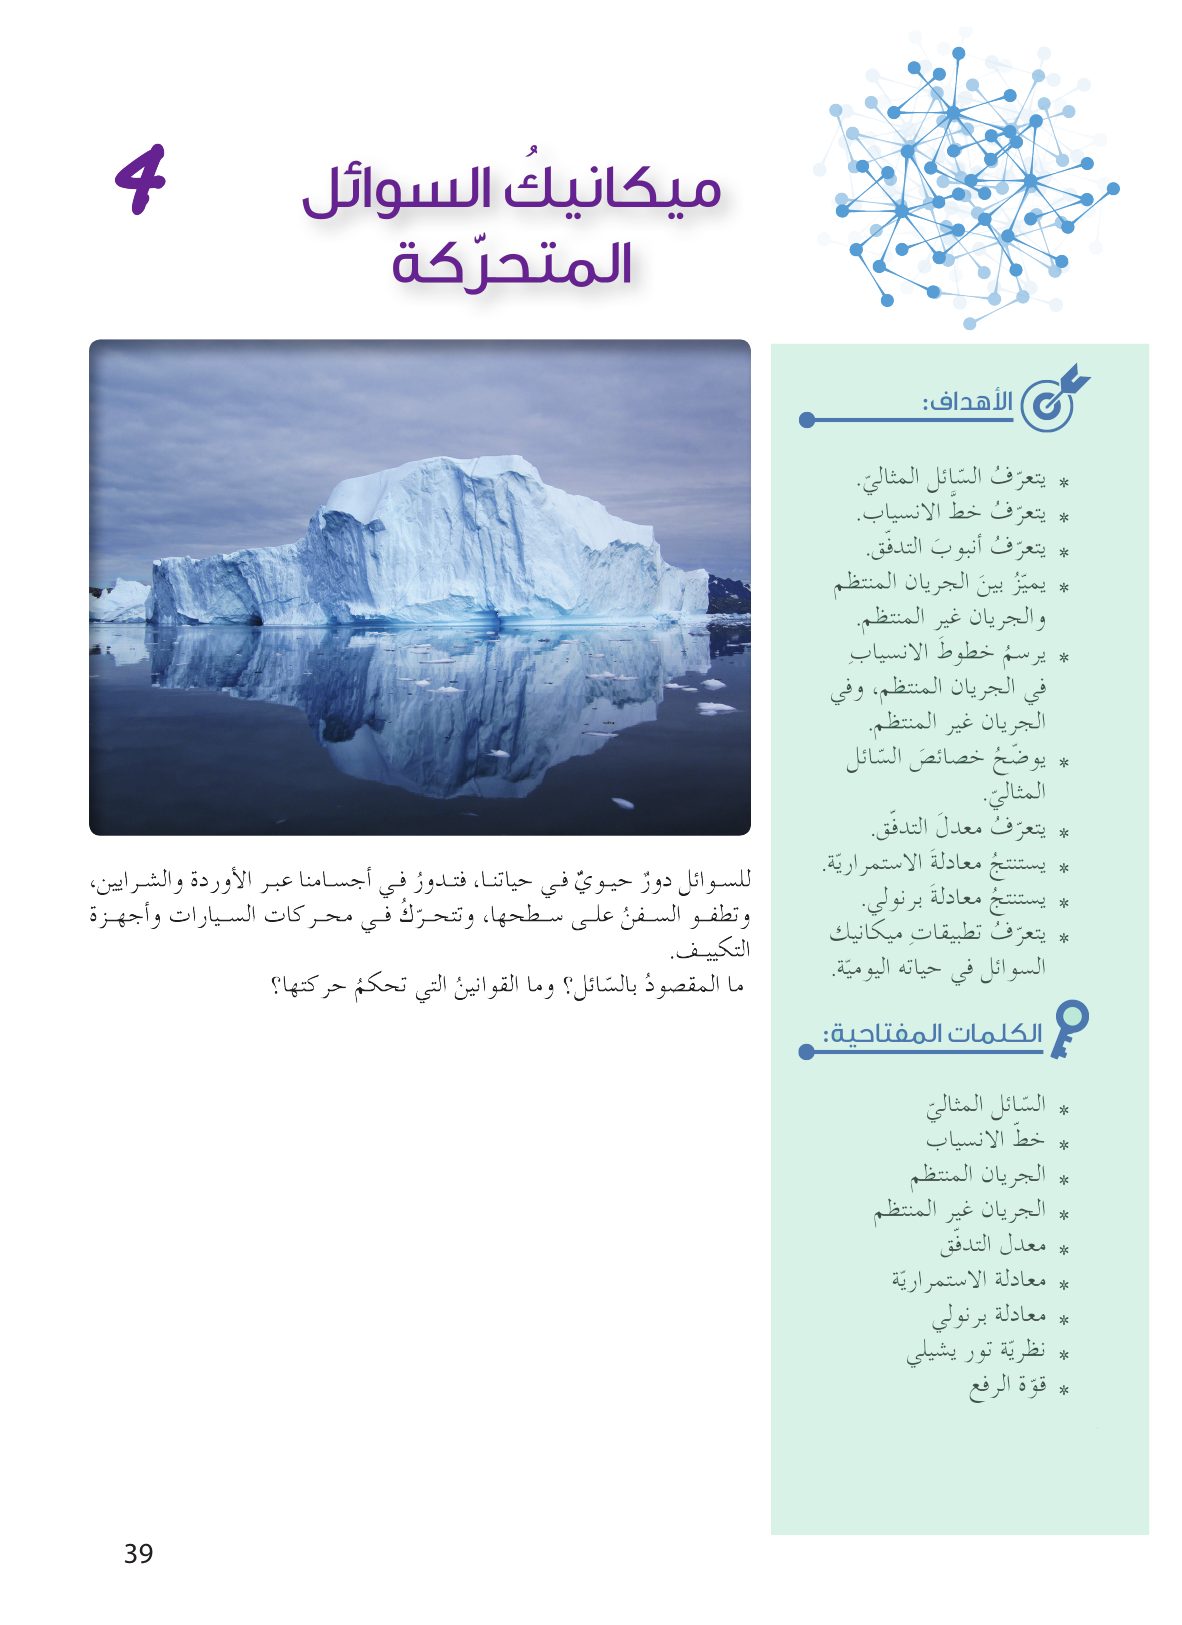 4
ميكانيكُ السوائل
المتحرّكة
الأهداف:
* يتعرّفُ السّائل المثاليّ.
* يتعرّفُ خطَّ الانسياب.
* يتعرّفُ أنبوبَ التدفّق.
* يميّزُ بينَ الجريان المنتظم
والجريان غير المنتظم.
* يرسمُ خطوطَ الانسيابِ
في الجريان المنتظم، وفي
الجريان غير المنتظم.
* يوضّحُ خصائصَ السّائل
المثاليّ.
* يتعرّفُ معدلَ التدفّق.
* يستنتجُ معادلةَ الاستمراريّة.
* يستنتجُ معادلةَ برنولي.
* يتعرّفُ تطبيقاتِ ميكانيك
السوائل في حياته اليوميّة.
الكلمات المفتاحية:
* السّائل المثاليّ
* خطّ الانسياب
* الجريان المنتظم
* الجريان غير المنتظم
* معدل التدفّق
* معادلة الاستمراريّة
* معادلة برنولي
* نظريّة تور يشيلي
* قوّة الرفع
للسوائل دورٌ حيويٌ في حياتنا، فتدورُ في أجسامنا عبر الأوردة والشرايين،
وتطفو السفنُ على سطحها، وتتحرّكُ في محركات السيارات وأجهزة
التكييف.
ما المقصودُ بالسّائل؟ وما القوانينُ التي تحكمُ حركتها؟
39